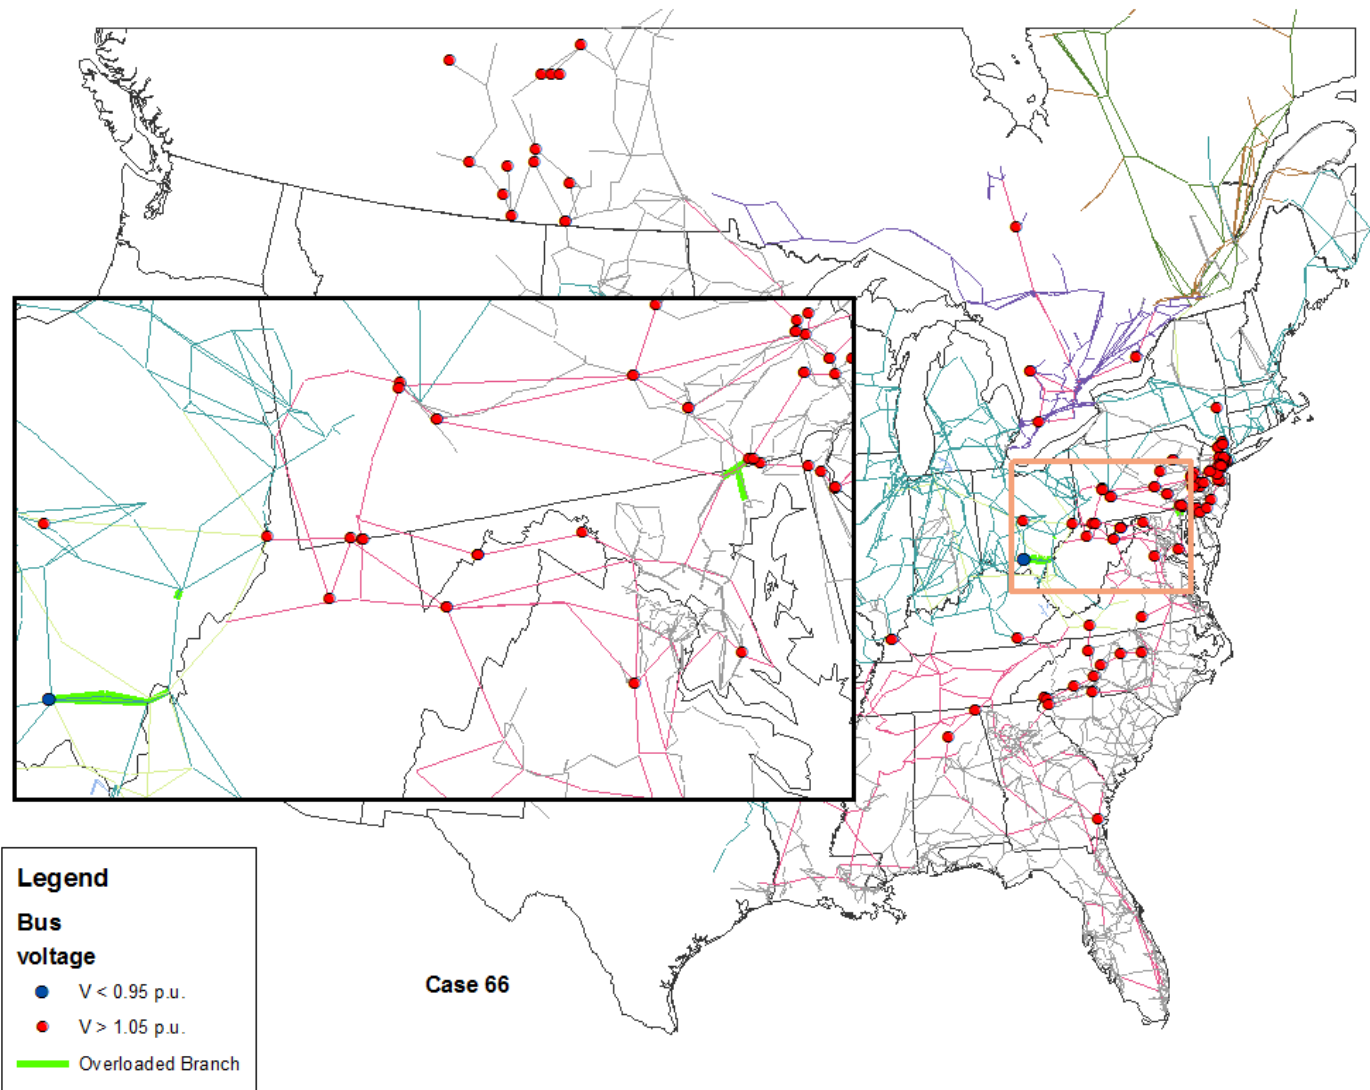 Case 66
Legend
Bus
voltage
V < 0.95 p.u.
V > 1.05 p.u.
Overloaded Branch